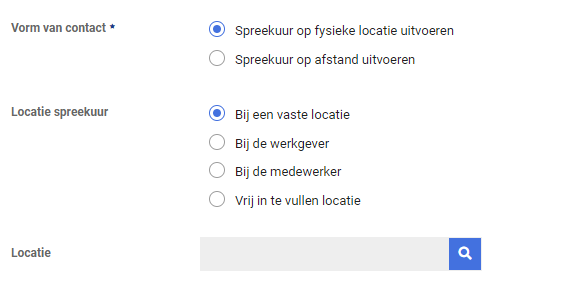 Vorm van contact *
Spreekuur op fysieke locatie uitvoeren
Spreekuur op afstand uitvoeren
Locatie spreekuur
Bij een vaste locatie
Bij de werkgever
Bij de medewerker
Vrij in te vullen locatie
Locatie